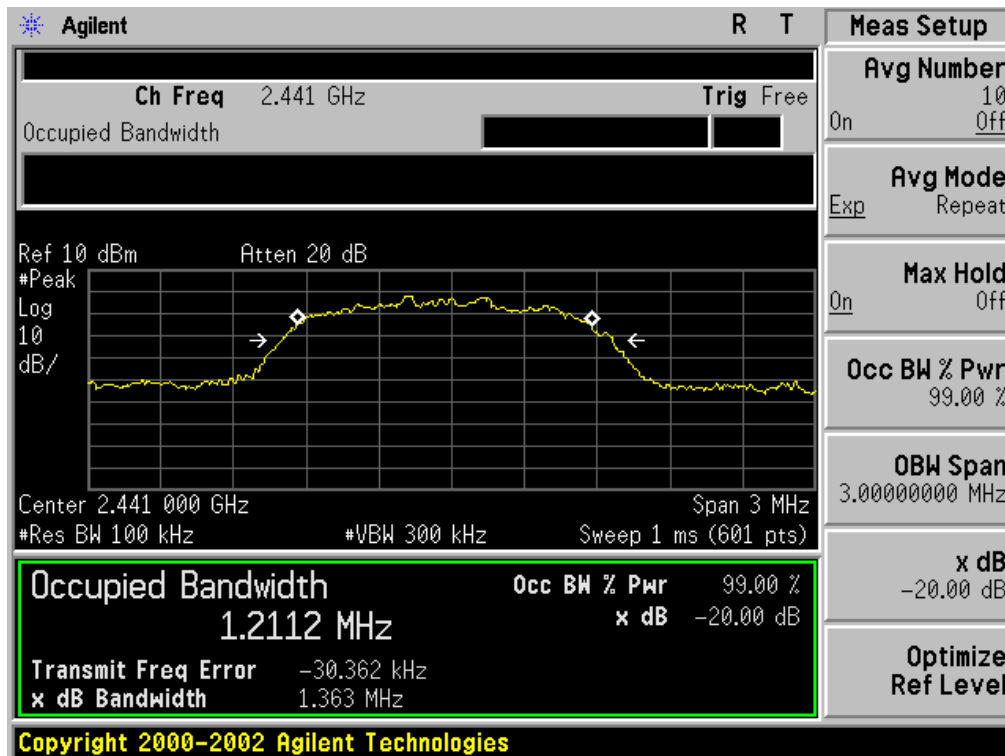 Agilent R T
Ch Freq 2.441 GHz Trig Free
Occupied Bandwidth
Ref 10 dBm Atten 20 dB
#Peak
Log
10
dB/
Center 2.441 000 GHz Span 3 MHz
#Res BW 100 kHz #VBW 300 kHz Sweep 1 ms (601 pts)
Occupied Bandwidth Occ BW % Pwr 99.00 %
1.2112 MHz x dB -20.00 dB
Transmit Freq Error -30.362 kHz
x dB Bandwidth 1.363 MHz
Copyright 2000-2002 Agilent Technologies
Meas Setup
Avg Number
10
On Off
Avg Mode
Exp Repeat
Max Hold
On Off
Occ BW % Pwr
99.00 %
OBW Span
3.00000000 MHz
x dB
-20.00 dB
Optimize
Ref Level